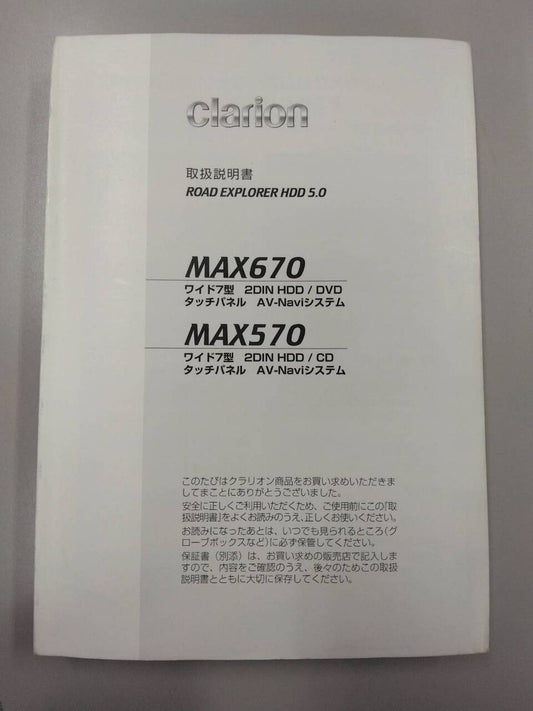 clarion
取扱説明書
ROAD EXPLORER HDD 5.0
MAX670
ワイド7型 2DIN HDD / DVD
タッチパネル AV-Naviシステム
MAX570
ワイド7型 2DIN HDD / CD
タッチパネル AV-Naviシステム
このたびはクラリオン商品をお買い求めいただきま
してまことにありがとうございました。
安全に正しくご利用いただくため、ご使用前にこの「取
扱説明書」をよくお読みのうえ、正しくお使いください。
お読みになったあとは、いつでも見られるところ(グ
ローブボックスなど)に必ず保管してください。
保証書(別添)は、お買い求めの販売店で記入しま
すので、内容をご確認のうえ、後々のためこの取扱
説明書とともに大切に保存してください。